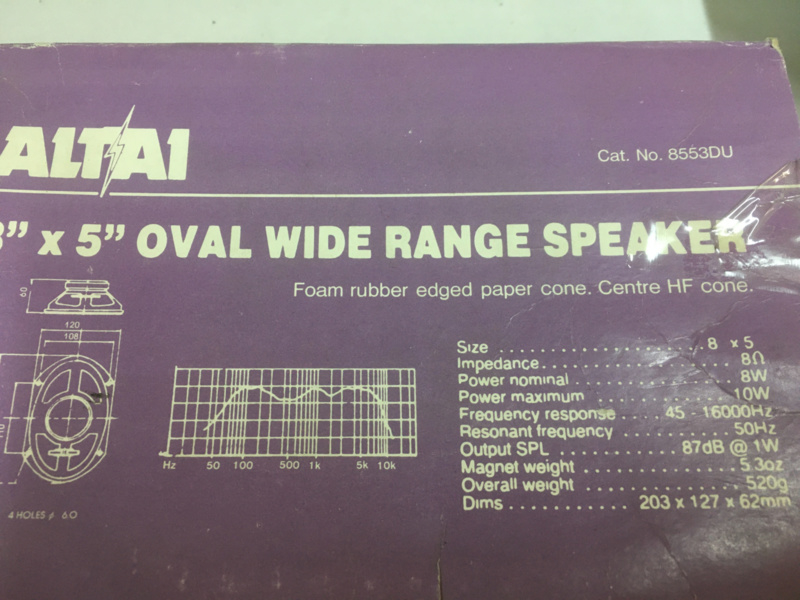 ALTAI
Cat. No. 8553DU
8” x 5” OVAL WIDE RANGE SPEAKER
Foam rubber edged paper cone. Centre HF cone.
60
120
108
Hz 50 100 500 1k 5k 10k
4 HOLES ø 6.0
Size 8 x 5
Impedance 8Ω
Power nominal 8W
Power maximum 10W
Frequency response 45 - 16000Hz
Resonant frequency 50Hz
Output SPL 87dB @ 1W
Magnet weight 5.3oz
Overall weight 520g
Dims 203 x 127 x 62mm